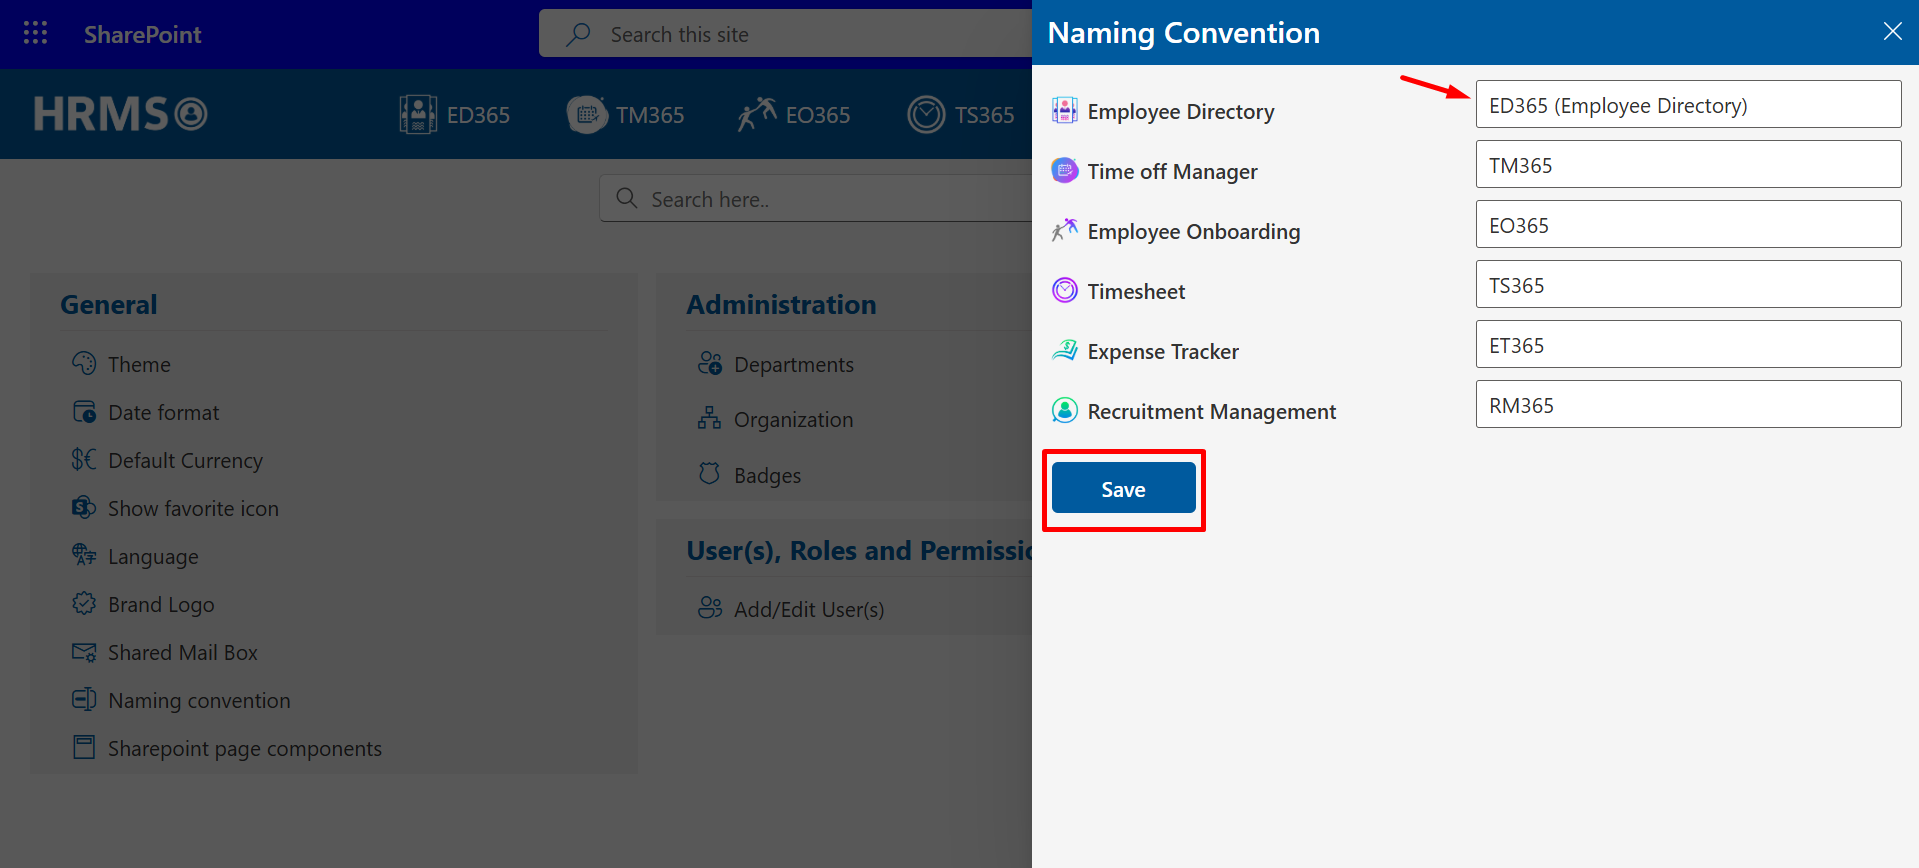 SharePoint
Search this site
HRMS
ED365
TM365
EO365
TS365
Search here..
General
Theme
Date format
Default Currency
Show favorite icon
Language
Brand Logo
Shared Mail Box
Naming convention
Sharepoint page components
Administration
Departments
Organization
Badges
User(s), Roles and Permissio
Add/Edit User(s)
Naming Convention
Employee Directory
ED365 (Employee Directory)
Time off Manager
TM365
Employee Onboarding
EO365
Timesheet
TS365
Expense Tracker
ET365
Recruitment Management
RM365
Save